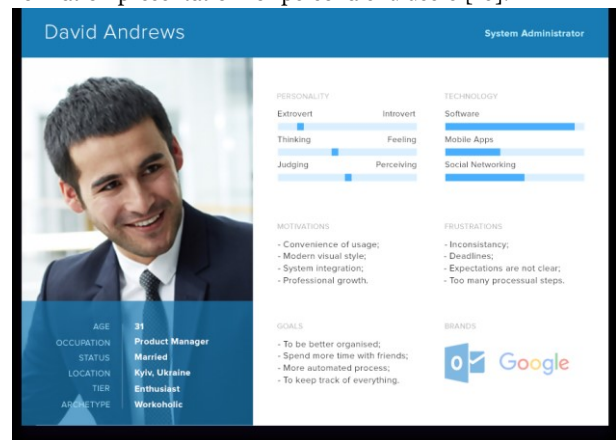 David Andrews
System Administrator
PERSONALITY
Extrovert Introvert
Thinking Feeling
Judging Perceiving
TECHNOLOGY
Software
Mobile Apps
Social Networking
MOTIVATIONS
- Convenience of usage;
- Modern visual style;
- System integration;
- Professional growth.
FRUSTRATIONS
- Inconsistancy;
- Deadlines;
- Expectations are not clear;
- Too many processual steps.
AGE 31
OCCUPATION Product Manager
STATUS Married
LOCATION Kyiv, Ukraine
TIER Enthusiast
ARCHETYPE Workoholic
GOALS
- To be better organised;
- Spend more time with friends;
- More automated process;
- To keep track of everything.
BRANDS
Google